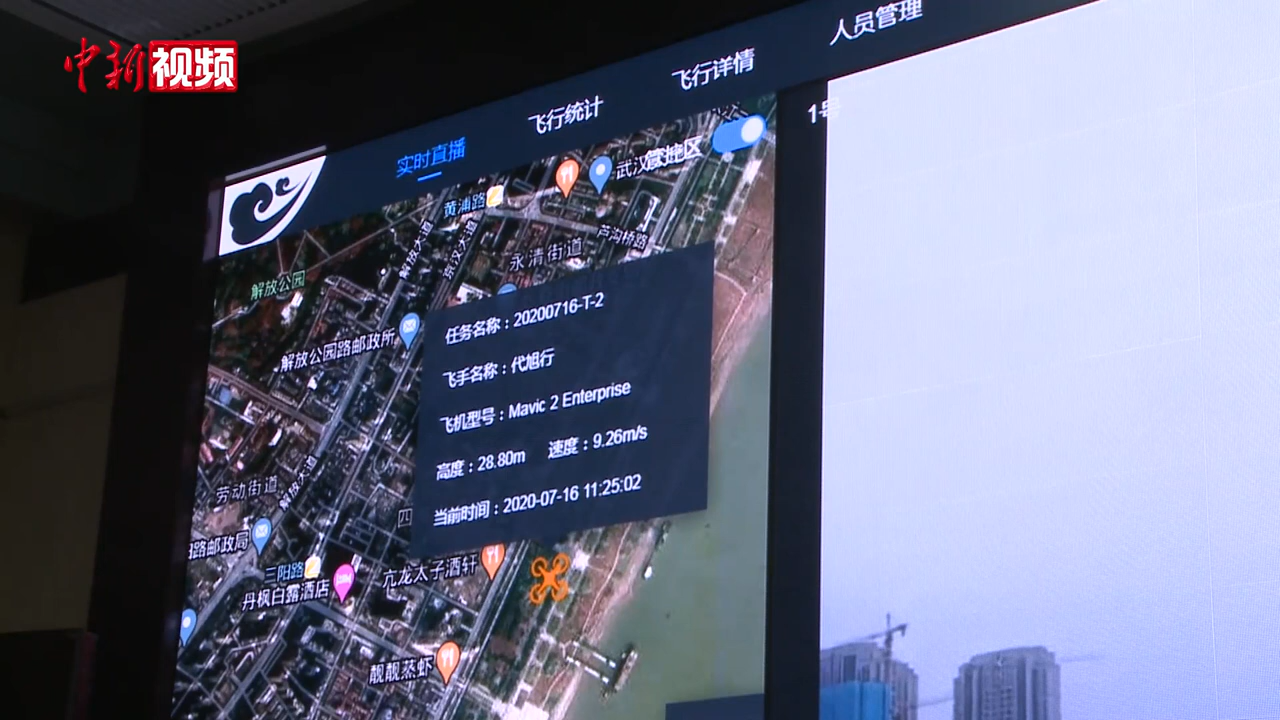 中新视频
人员管理
飞行详情
飞行统计
实时直播
1号
武汉
黄浦路
芦沟桥路
解放大道
京汉大道
永清街道
解放公园
解放公园路邮政所
任务名称：20200716-T-2
飞手名称：代旭行
飞机型号：Mavic 2 Enterprise
高度：28.80m 速度：9.26m/s
当前时间：2020-07-16 11:25:02
劳动街道
解放大道
四
路邮政局
三阳路
丹枫白露酒店
亢龙太子酒轩
靓靓蒸虾